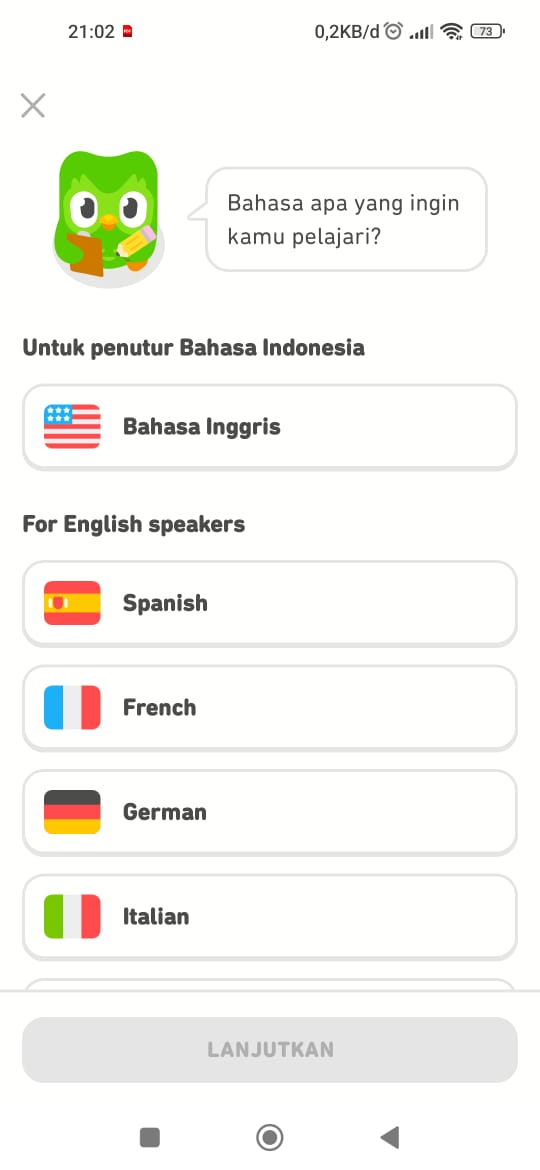 21:02
0,2KB/d
73
Bahasa apa yang ingin
kamu pelajari?
Untuk penutur Bahasa Indonesia
Bahasa Inggris
For English speakers
Spanish
French
German
Italian
LANJUTKAN